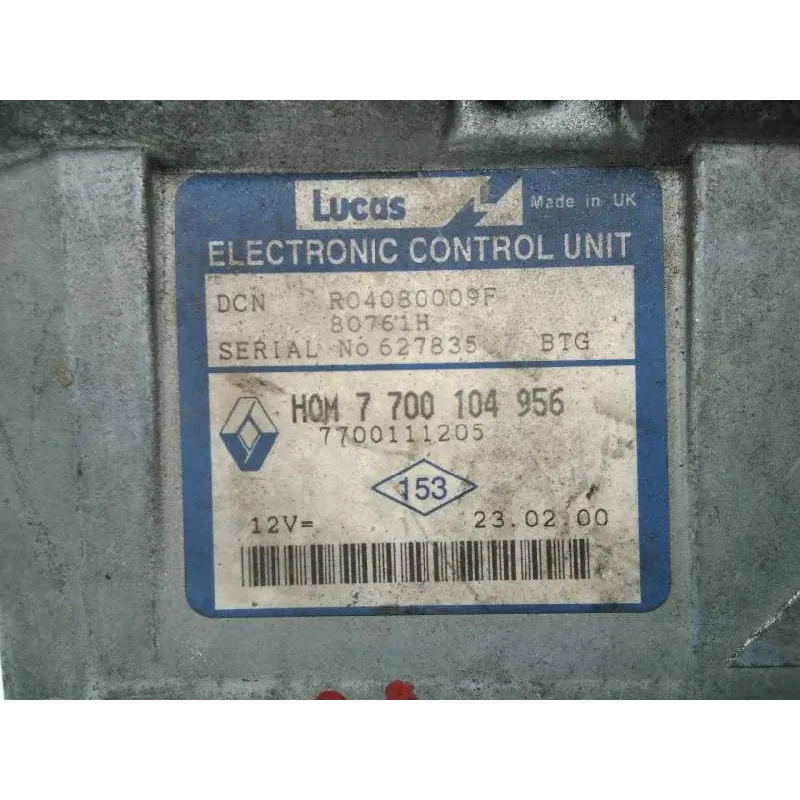 Lucas Made in UK
ELECTRONIC CONTROL UNIT
DCN R04080009F
80761H
SERIAL No 627835 BTG
HOM 7 700 104 956
7700111205
153
12V= 23.02.00